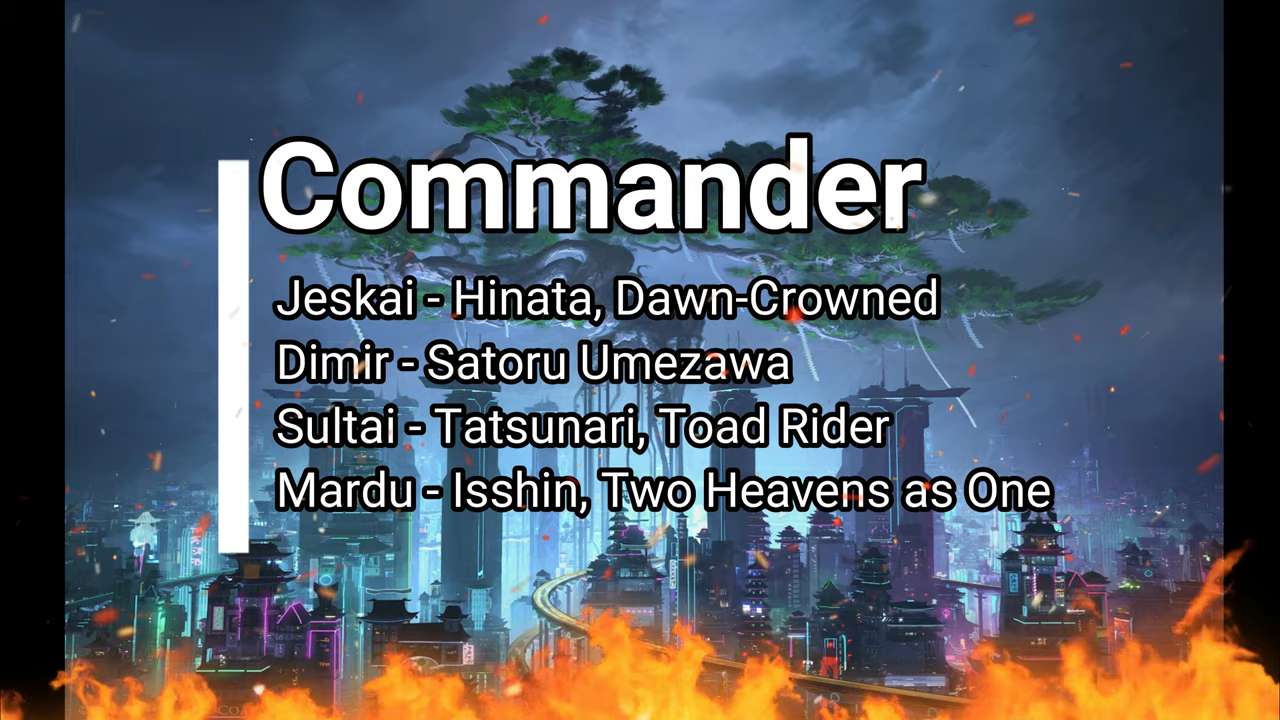 Commander
Jeskai - Hinata, Dawn-Crowned
Dimir - Satoru Umezawa
Sultai - Tatsunari, Toad Rider
Mardu - Isshin, Two Heavens as One